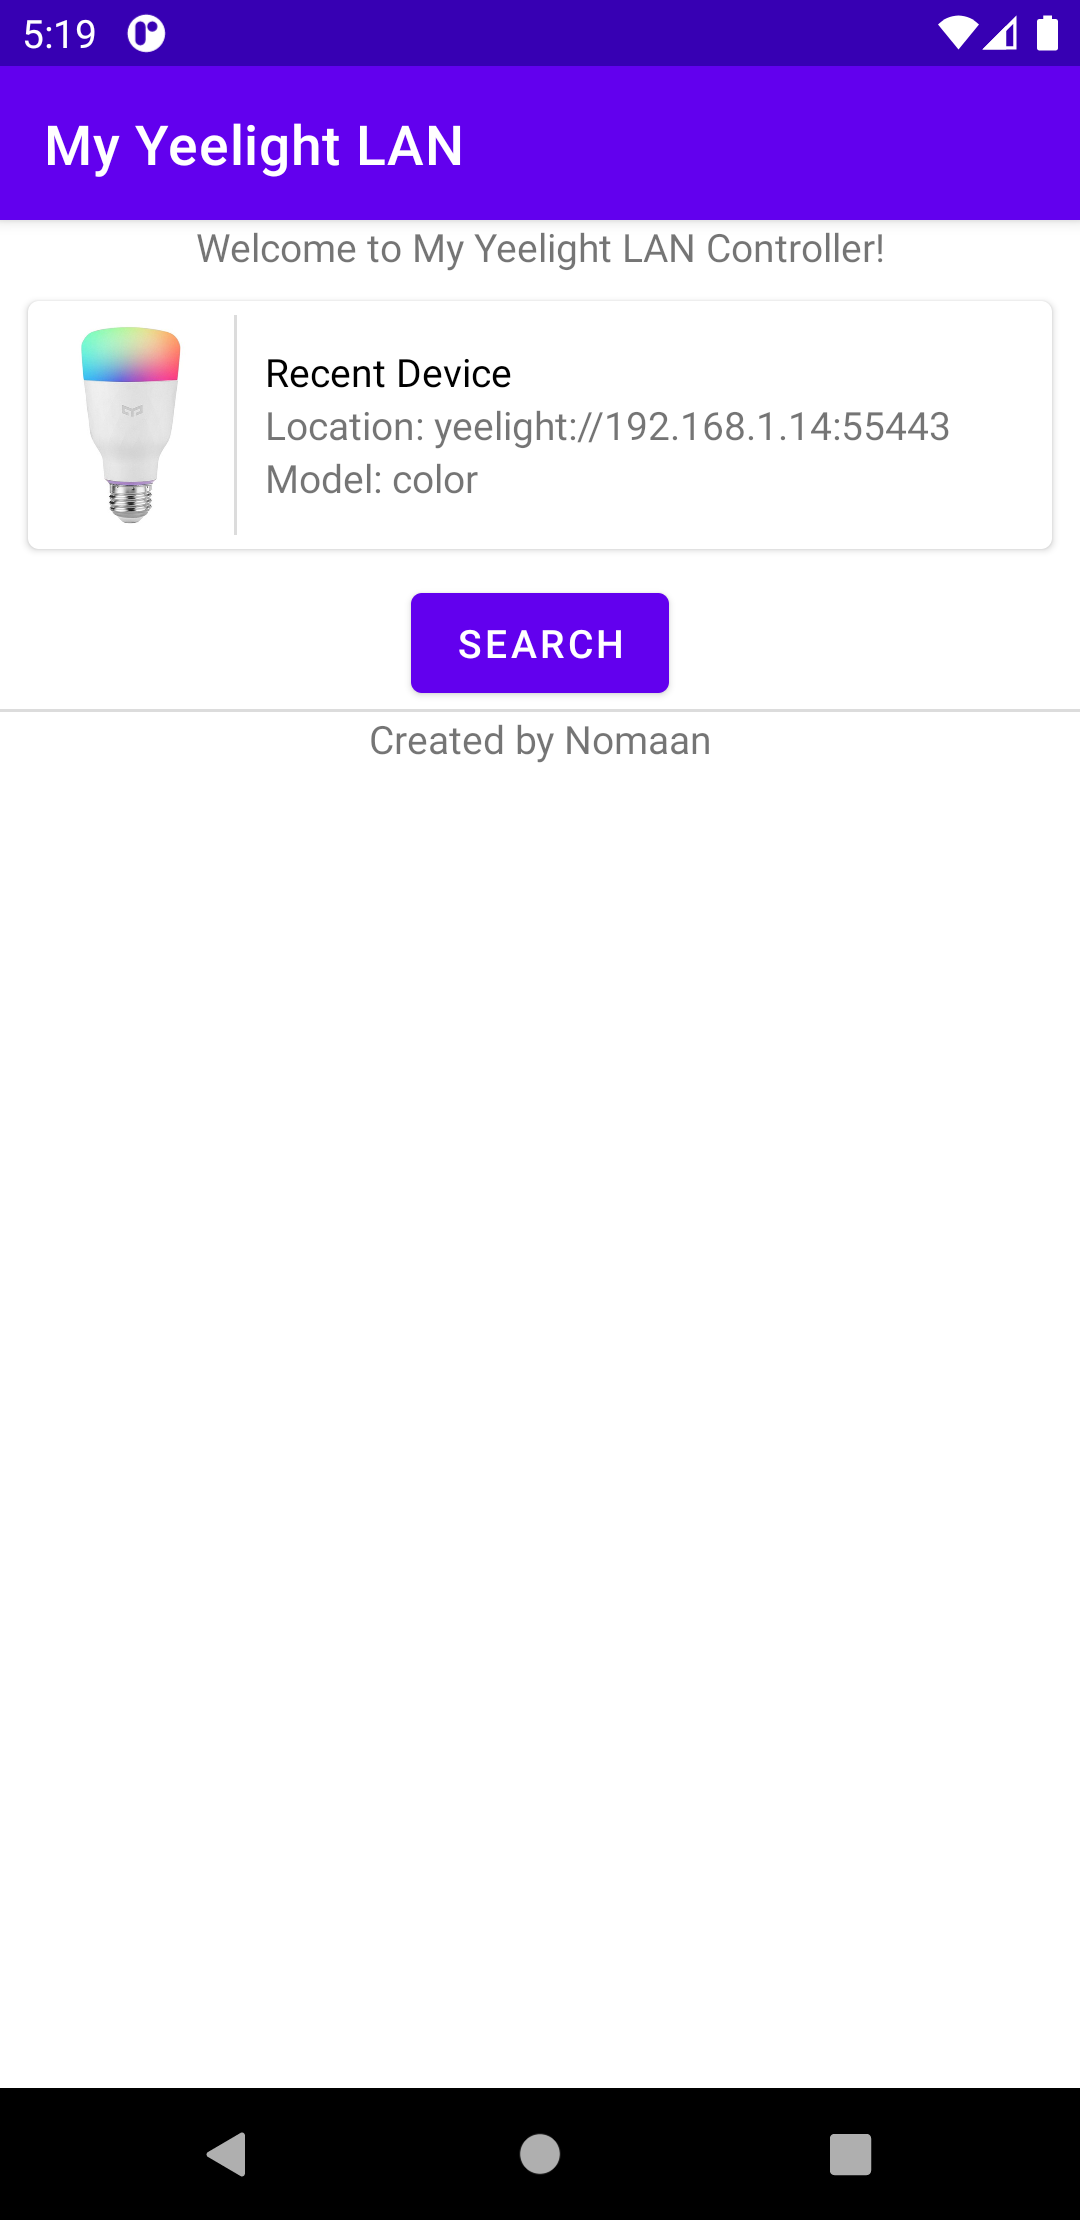 5:19
My Yeelight LAN
Welcome to My Yeelight LAN Controller!
Recent Device
Location: yeelight://192.168.1.14:55443
Model: color
SEARCH
Created by Nomaan